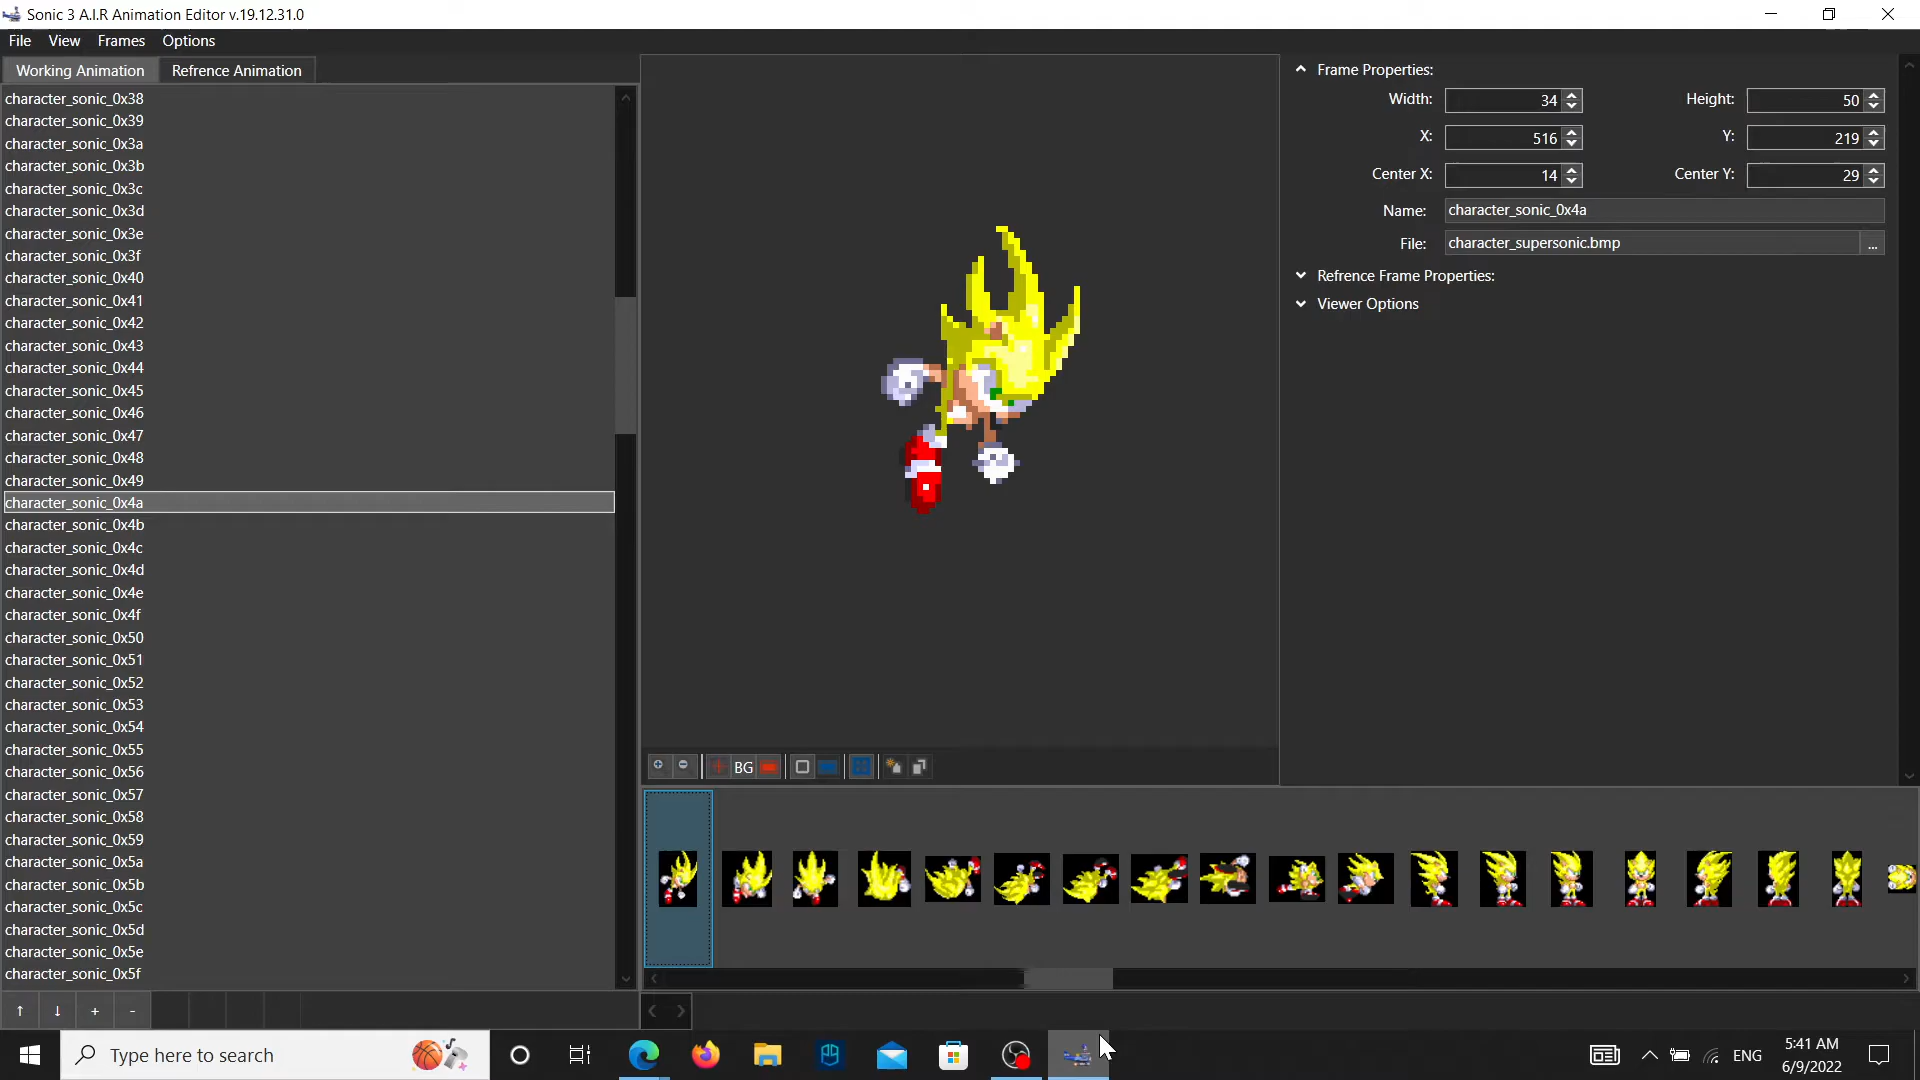 Sonic 3 A.I.R Animation Editor v.19.12.31.0
File View Frames Options
Working Animation Refrence Animation
character_sonic_0x38
character_sonic_0x39
character_sonic_0x3a
character_sonic_0x3b
character_sonic_0x3c
character_sonic_0x3d
character_sonic_0x3e
character_sonic_0x3f
character_sonic_0x40
character_sonic_0x41
character_sonic_0x42
character_sonic_0x43
character_sonic_0x44
character_sonic_0x45
character_sonic_0x46
character_sonic_0x47
character_sonic_0x48
character_sonic_0x49
character_sonic_0x4a
character_sonic_0x4b
character_sonic_0x4c
character_sonic_0x4d
character_sonic_0x4e
character_sonic_0x4f
character_sonic_0x50
character_sonic_0x51
character_sonic_0x52
character_sonic_0x53
character_sonic_0x54
character_sonic_0x55
character_sonic_0x56
character_sonic_0x57
character_sonic_0x58
character_sonic_0x59
character_sonic_0x5a
character_sonic_0x5b
character_sonic_0x5c
character_sonic_0x5d
character_sonic_0x5e
character_sonic_0x5f
Frame Properties:
Width: 34 Height: 50
X: 516 Y: 219
Center X: 14 Center Y: 29
Name: character_sonic_0x4a
File: character_supersonic.bmp ...
Refrence Frame Properties:
Viewer Options
BG
Type here to search
ENG
5:41 AM
6/9/2022